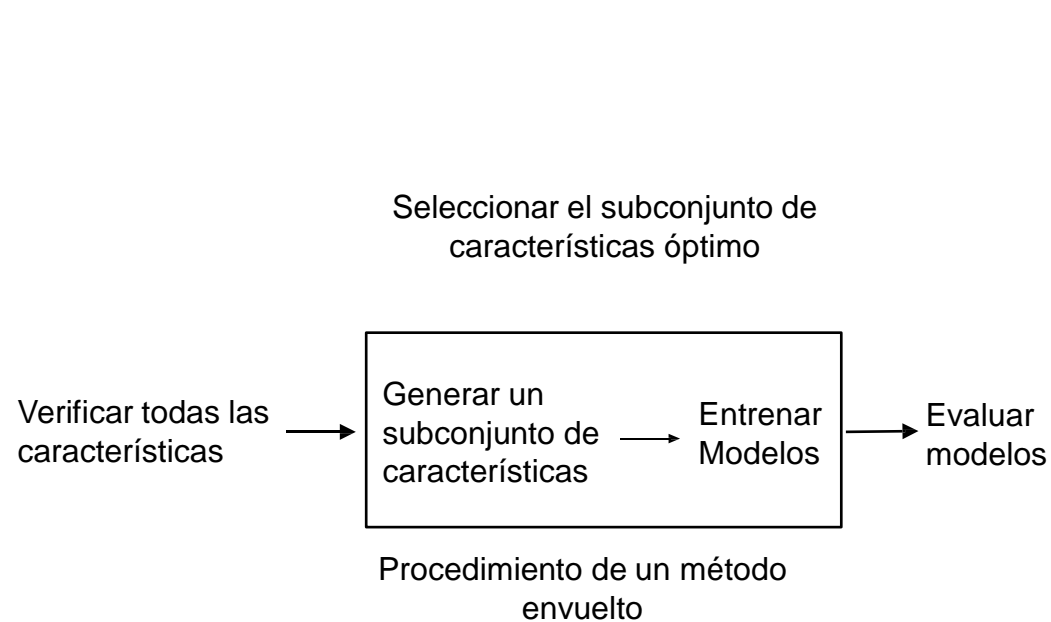 Seleccionar el subconjunto de
características óptimo
Verificar todas las
características
Generar un
subconjunto de
características
Entrenar
Modelos
Evaluar
modelos
Procedimiento de un método
envuelto